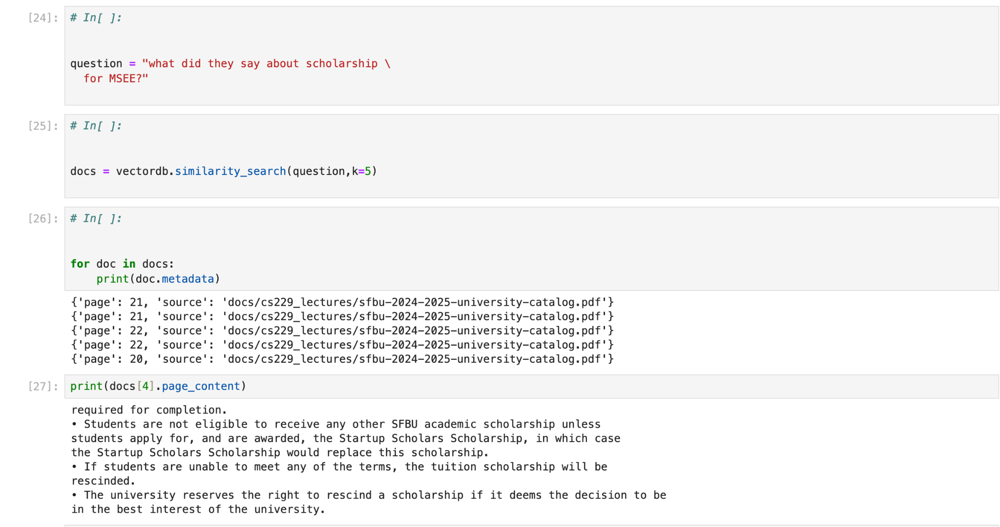 [24]: # In[ ]:
question = "what did they say about scholarship \
for MSEE?"
[25]: # In[ ]:
docs = vectordb.similarity_search(question,k=5)
[26]: # In[ ]:
for doc in docs:
print(doc.metadata)
{'page': 21, 'source': 'docs/cs229_lectures/sfbu-2024-2025-university-catalog.pdf'}
{'page': 21, 'source': 'docs/cs229_lectures/sfbu-2024-2025-university-catalog.pdf'}
{'page': 22, 'source': 'docs/cs229_lectures/sfbu-2024-2025-university-catalog.pdf'}
{'page': 22, 'source': 'docs/cs229_lectures/sfbu-2024-2025-university-catalog.pdf'}
{'page': 20, 'source': 'docs/cs229_lectures/sfbu-2024-2025-university-catalog.pdf'}
[27]: print(docs[4].page_content)
required for completion.
• Students are not eligible to receive any other SFBU academic scholarship unless
students apply for, and are awarded, the Startup Scholars Scholarship, in which case
the Startup Scholars Scholarship would replace this scholarship.
• If students are unable to meet any of the terms, the tuition scholarship will be
rescinded.
• The university reserves the right to rescind a scholarship if it deems the decision to be
in the best interest of the university.